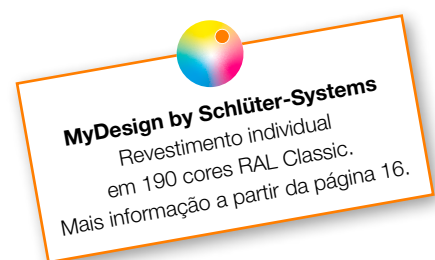 MyDesign by Schlüter-Systems
Revestimento individual
em 190 cores RAL Classic.
Mais informação a partir da página 16.